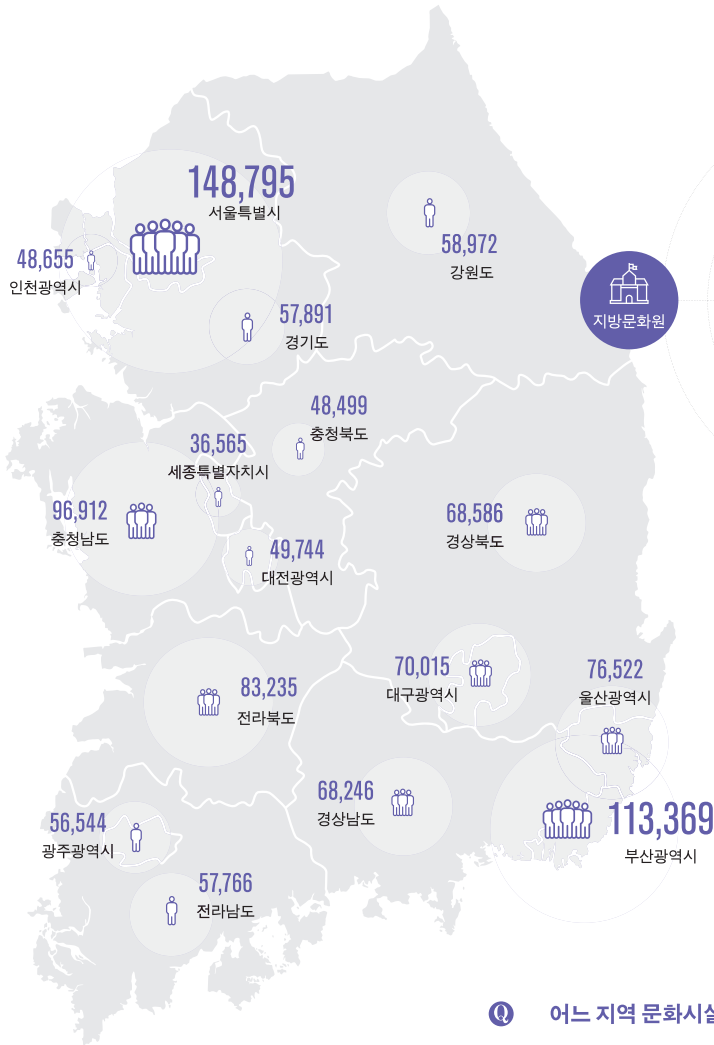 148,795
서울특별시
48,655
인천광역시
58,972
강원도
지방문화원
57,891
경기도
48,499
충청북도
36,565
세종특별자치시
96,912
충청남도
68,586
경상북도
49,744
대전광역시
70,015
대구광역시
76,522
울산광역시
83,235
전라북도
68,246
경상남도
113,369
부산광역시
56,544
광주광역시
57,766
전라남도
Q 어느 지역 문화시설